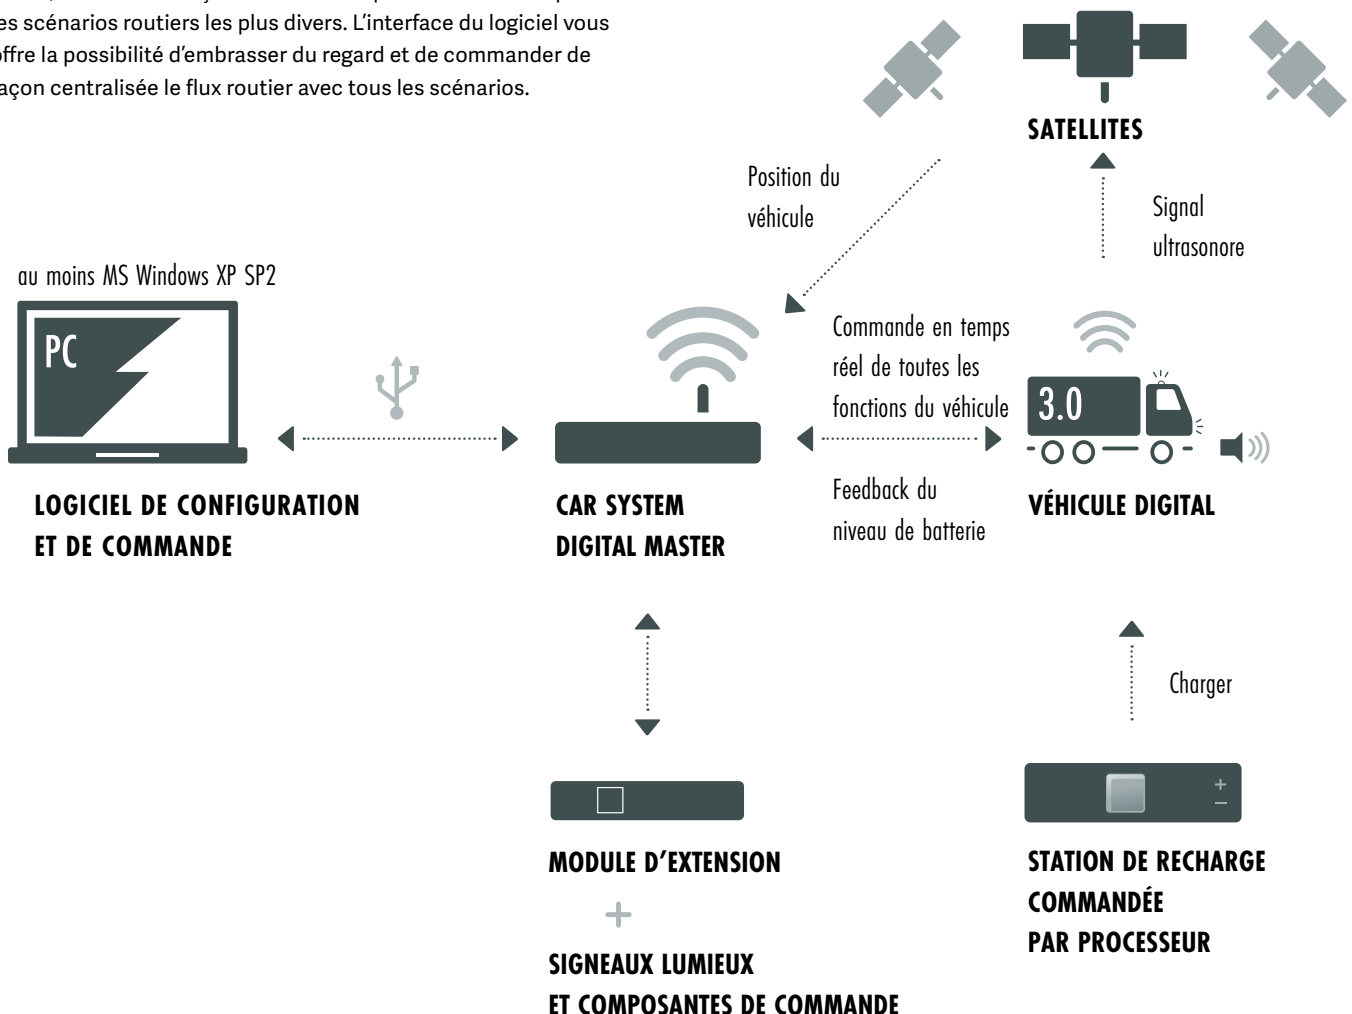 es scénarios routiers les plus divers. L'interface du logiciel vous
offre la possibilité d'embrasser du regard et de commander de
açon centralisée le flux routier avec tous les scénarios.
SATELLITES
Position du
véhicule
Signal
ultrasonore
au moins MS Windows XP SP2
PC
Commande en temps
réel de toutes les
fonctions du véhicule
3.0
Feedback du
niveau de batterie
LOGICIEL DE CONFIGURATION
ET DE COMMANDE
CAR SYSTEM
DIGITAL MASTER
VÉHICULE DIGITAL
Charger
+
–
MODULE D'EXTENSION
+
SIGNEAUX LUMIEUX
ET COMPOSANTES DE COMMANDE
STATION DE RECHARGE
COMMANDÉE
PAR PROCESSEUR